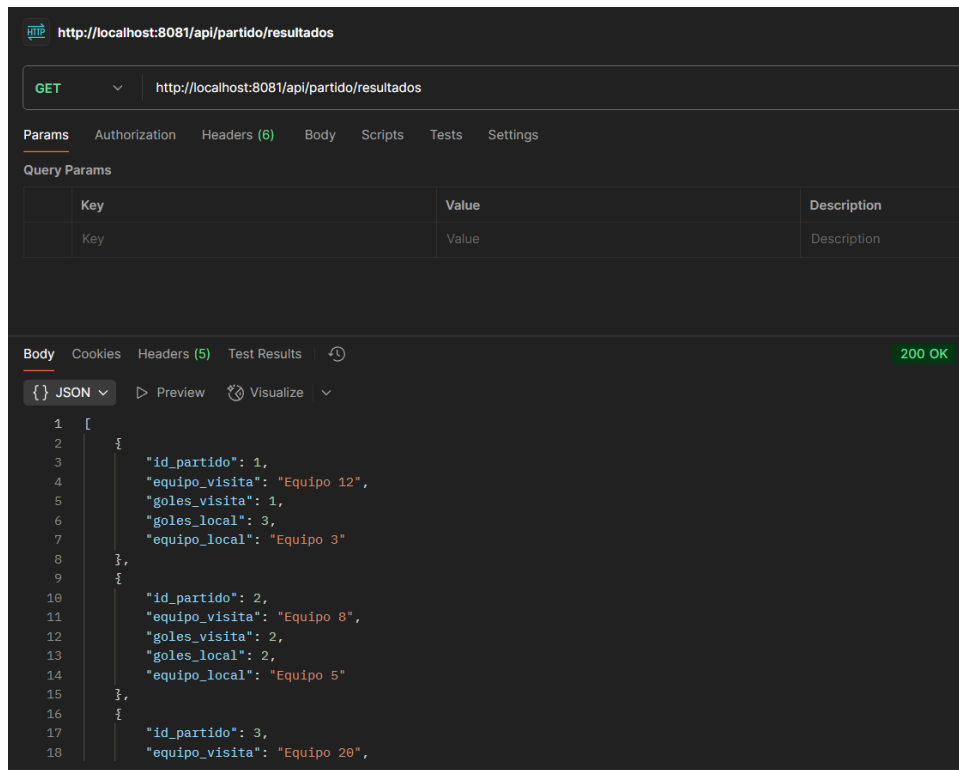 HTTP http://localhost:8081/api/partido/resultados
GET http://localhost:8081/api/partido/resultados
Params Authorization Headers (6) Body Scripts Tests Settings
Query Params
Key Value Description
Key Value Description
Body Cookies Headers (5) Test Results 200 OK
{} JSON Preview Visualize
1 [
2 {
3 "id_partido": 1,
4 "equipo_visita": "Equipo 12",
5 "goles_visita": 1,
6 "goles_local": 3,
7 "equipo_local": "Equipo 3"
8 },
9 {
10 "id_partido": 2,
11 "equipo_visita": "Equipo 8",
12 "goles_visita": 2,
13 "goles_local": 2,
14 "equipo_local": "Equipo 5"
15 },
16 {
17 "id_partido": 3,
18 "equipo_visita": "Equipo 20",